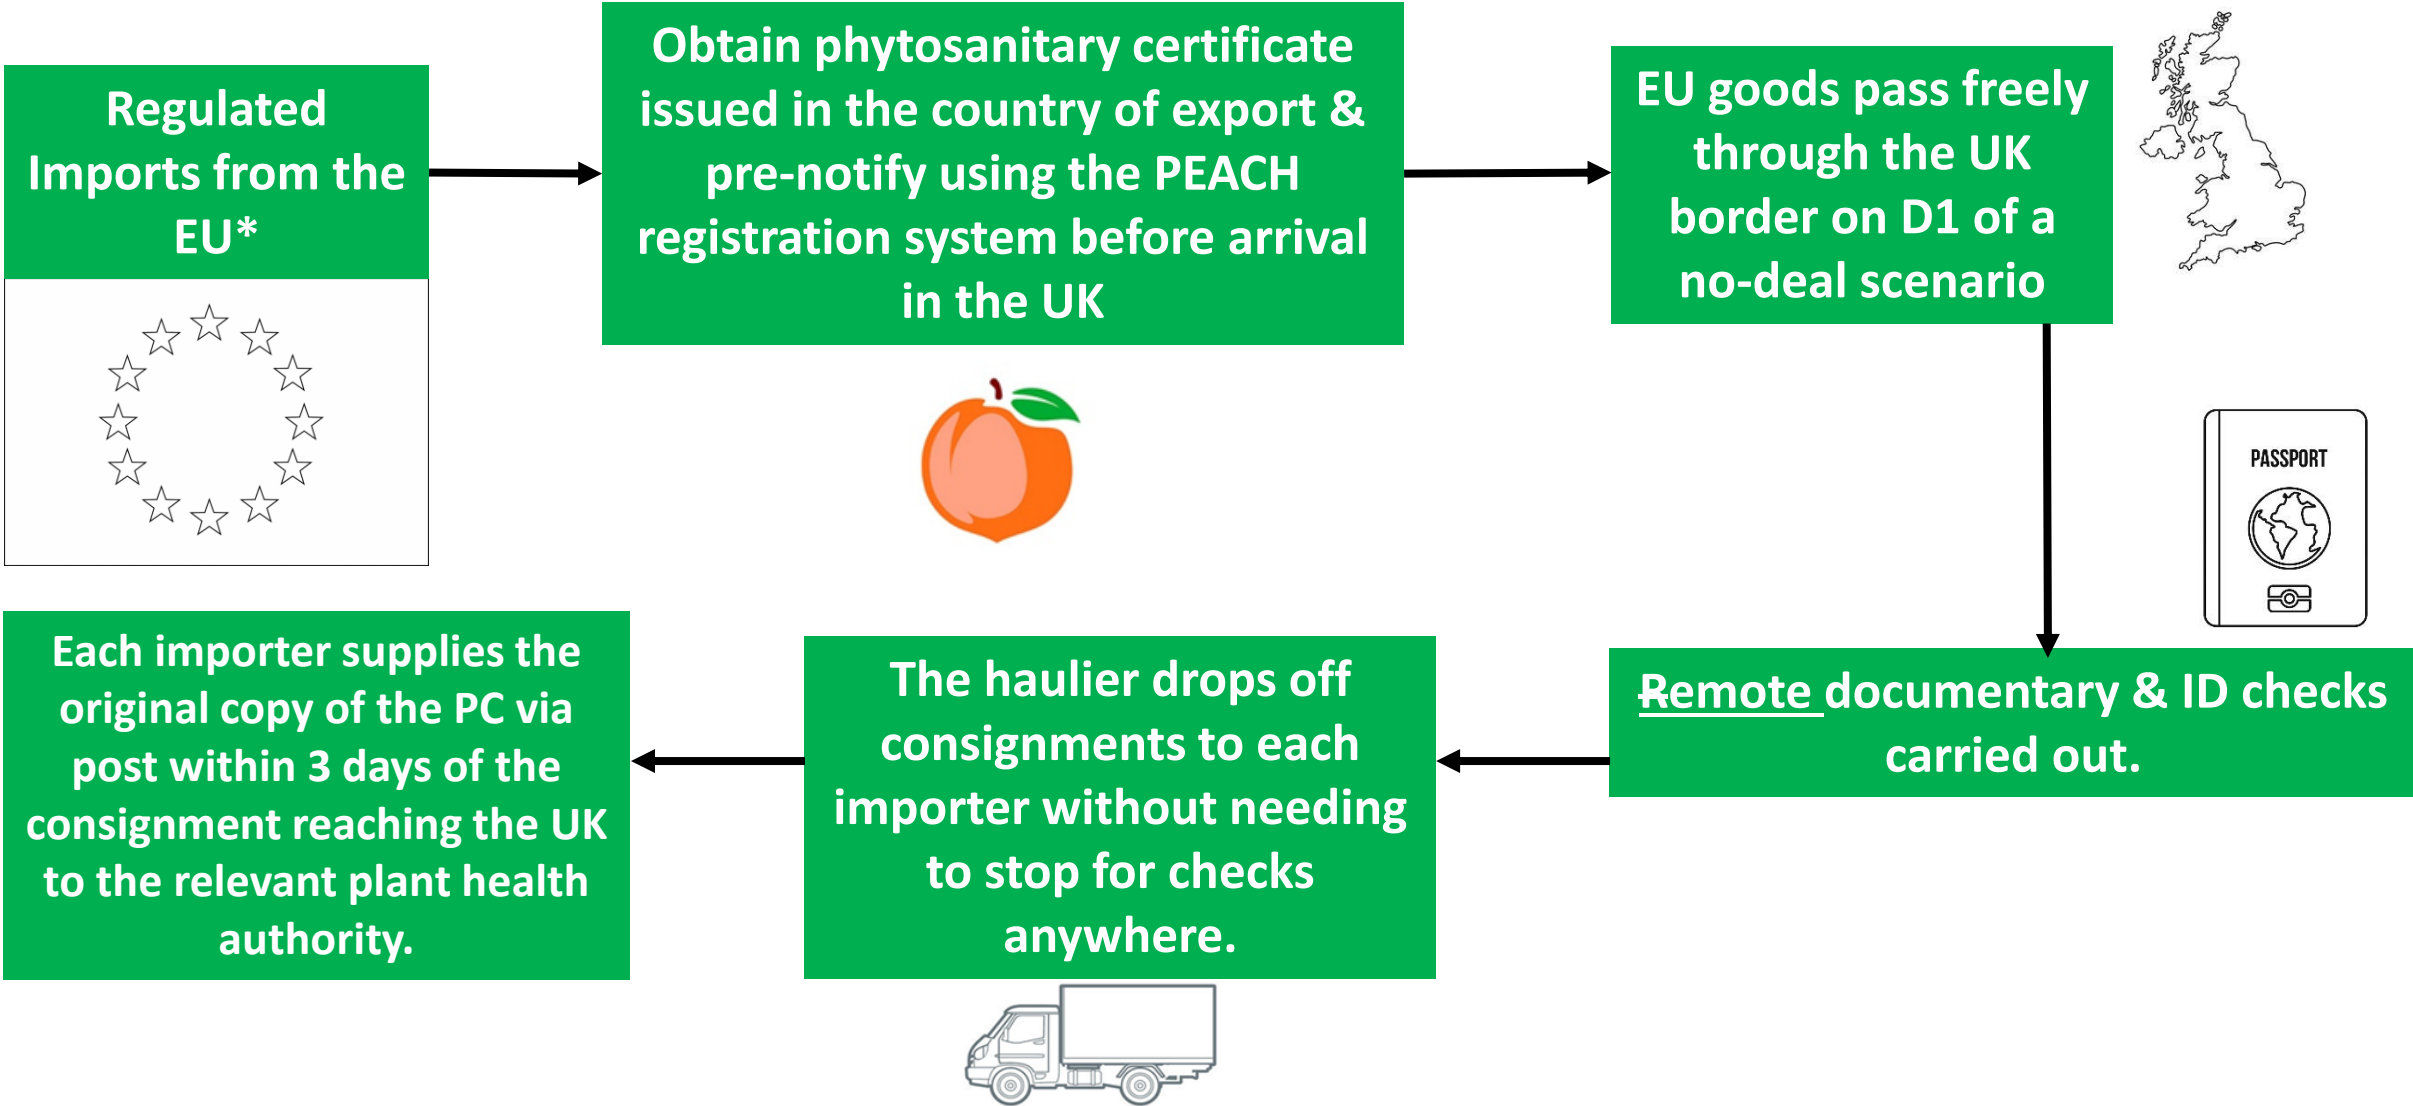 Regulated
Imports from the
EU*
Obtain phytosanitary certificate
issued in the country of export &
pre-notify using the PEACH
registration system before arrival
in the UK
EU goods pass freely
through the UK
border on D1 of a
no-deal scenario
PASSPORT
Remote documentary & ID checks
carried out.
The haulier drops off
consignments to each
importer without needing
to stop for checks
anywhere.
Each importer supplies the
original copy of the PC via
post within 3 days of the
consignment reaching the UK
to the relevant plant health
authority.